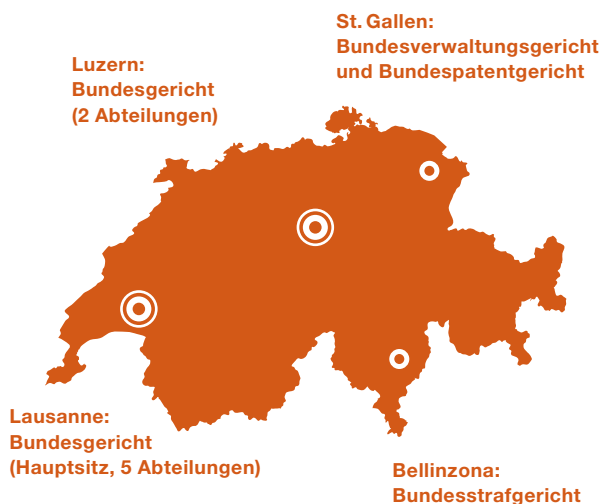 St. Gallen:
Bundesverwaltungsgericht
und Bundespatentgericht
Luzern:
Bundesgericht
(2 Abteilungen)
Lausanne:
Bundesgericht
(Hauptsitz, 5 Abteilungen)
Bellinzona:
Bundesstrafgericht